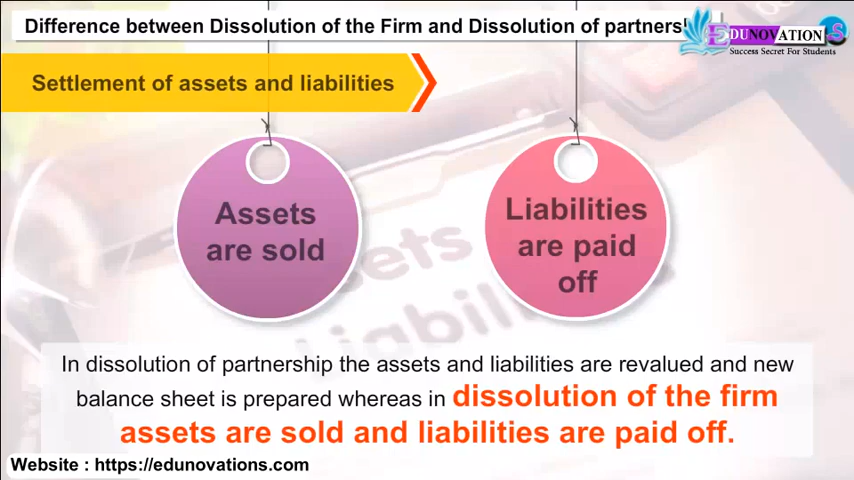 Difference between Dissolution of the Firm and Dissolution of
EDUNOVATION S
Success Secret For Students
Settlement of assets and liabilities
Assets
are sold
Liabilities
are paid
off
In dissolution of partnership the assets and liabilities are revalued and new
balance sheet is prepared whereas in dissolution of the firm
assets are sold and liabilities are paid off.
Website : https://edunovations.com